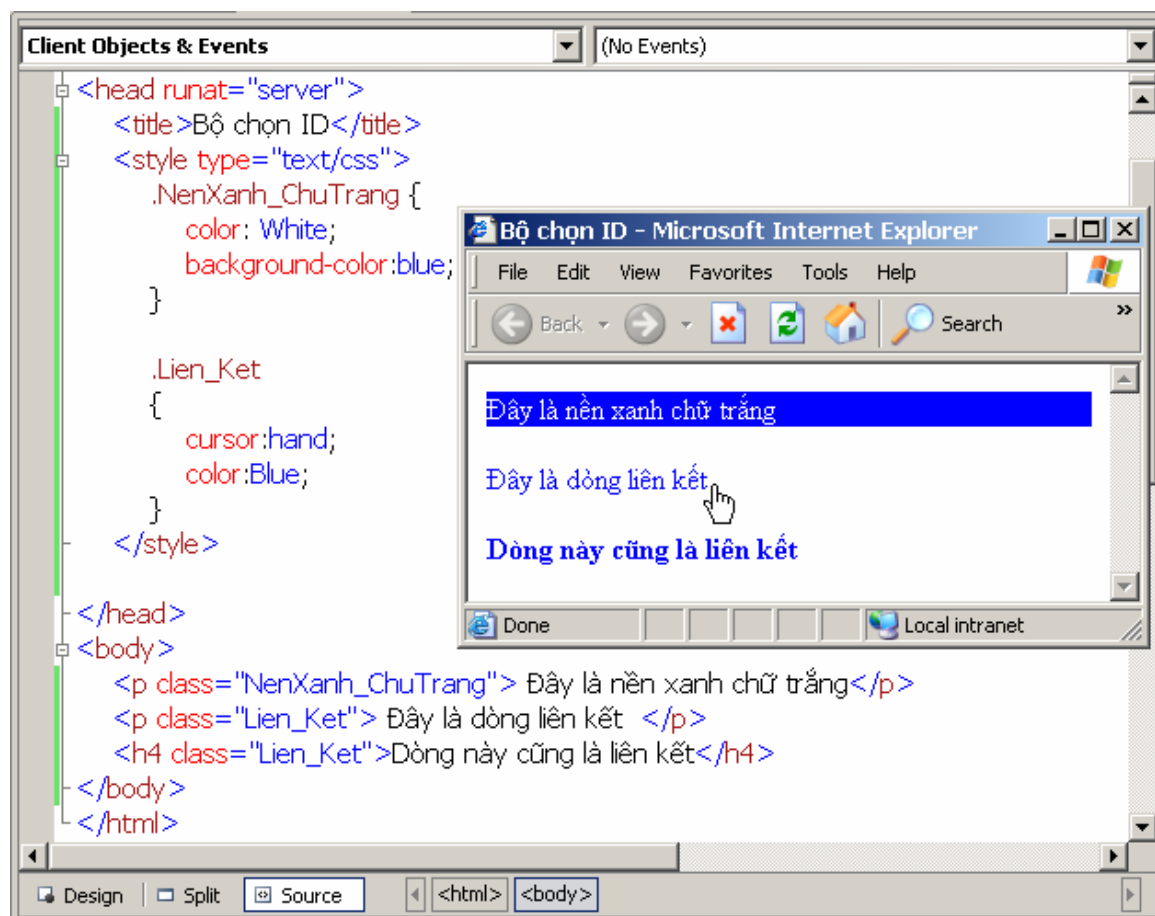 Client Objects & Events (No Events)
<head runat="server">
<title>Bộ chọn ID</title>
<style type="text/css">
.NenXanh_ChuTrang {
color: White;
background-color:blue;
}
.Lien_Ket
{
cursor:hand;
color:Blue;
}
</style>
</head>
<body>
<p class="NenXanh_ChuTrang"> Đây là nền xanh chữ trắng</p>
<p class="Lien_Ket"> Đây là dòng liên kết  </p>
<h4 class="Lien_Ket">Dòng này cũng là liên kết</h4>
</body>
</html>
Bộ chọn ID - Microsoft Internet Explorer
File Edit View Favorites Tools Help
Back Search »
Đây là nền xanh chữ trắng
Đây là dòng liên kết
Dòng này cũng là liên kết
Done Local intranet
Design Split Source <html> <body>